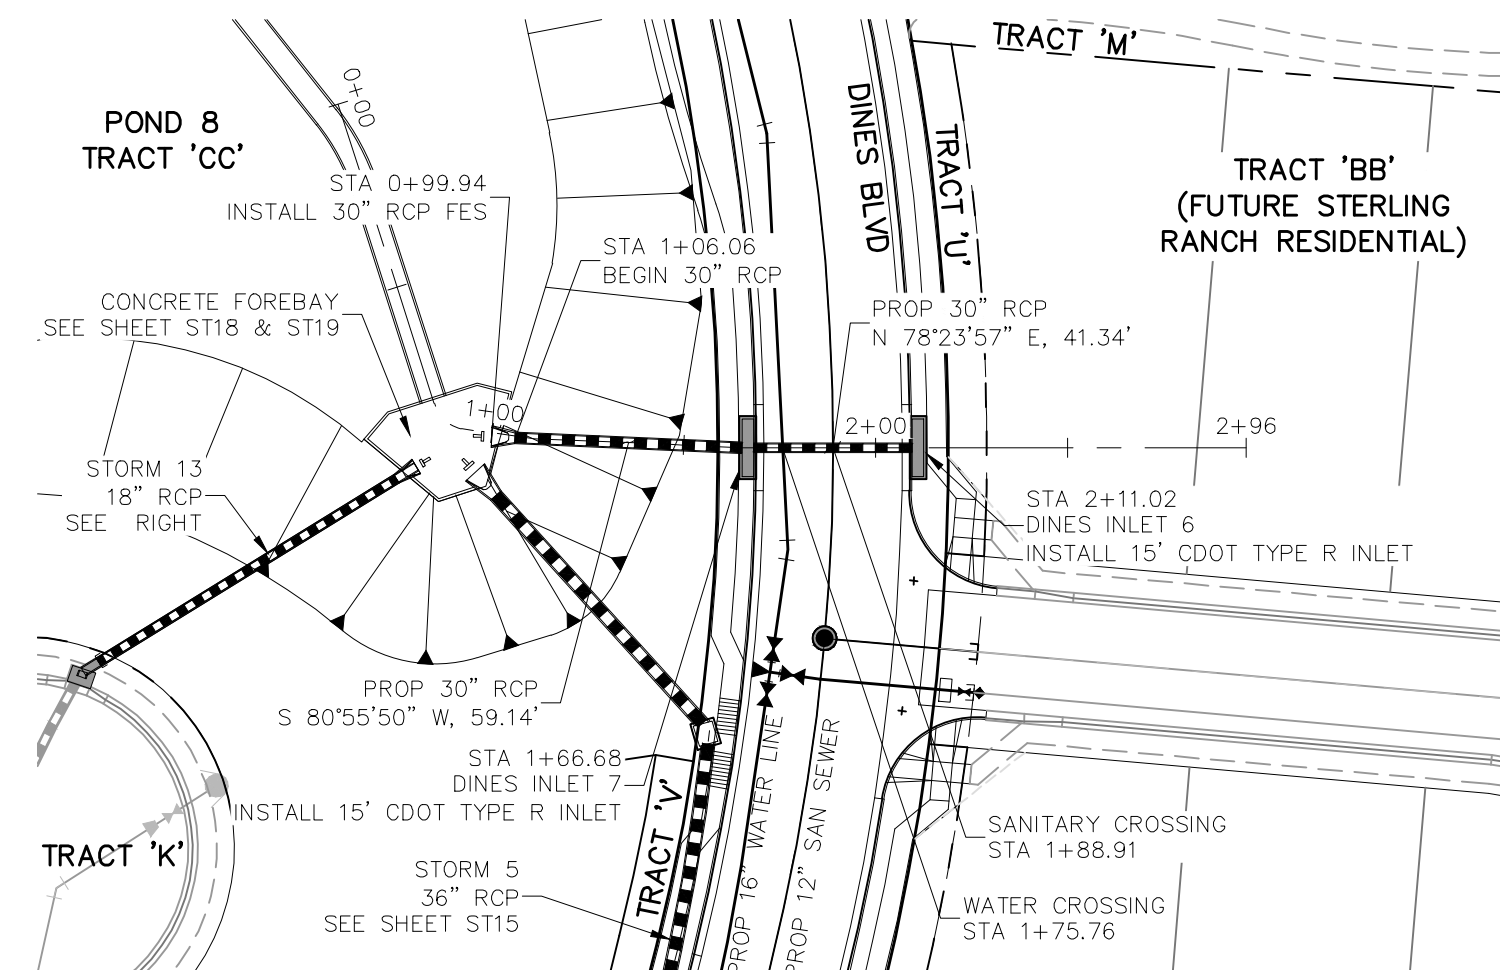 TRACT 'M'
0+00
POND 8
TRACT 'CC'
DINES BLVD
TRACT 'U'
TRACT 'BB'
(FUTURE STERLING
RANCH RESIDENTIAL)
STA 0+99.94
INSTALL 30" RCP FES
STA 1+06.06
BEGIN 30" RCP
CONCRETE FOREBAY
SEE SHEET ST18 & ST19
PROP 30" RCP
N 78°23'57" E, 41.34'
1+00
2+00
2+96
STORM 13
18" RCP
SEE RIGHT
STA 2+11.02
DINES INLET 6
INSTALL 15' CDOT TYPE R INLET
PROP 30" RCP
S 80°55'50" W, 59.14'
STA 1+66.68
DINES INLET 7
INSTALL 15' CDOT TYPE R INLET
TRACT 'V'
PROP 16" WATER LINE
PROP 12" SAN SEWER
SANITARY CROSSING
STA 1+88.91
TRACT 'K'
STORM 5
36" RCP
SEE SHEET ST15
WATER CROSSING
STA 1+75.76